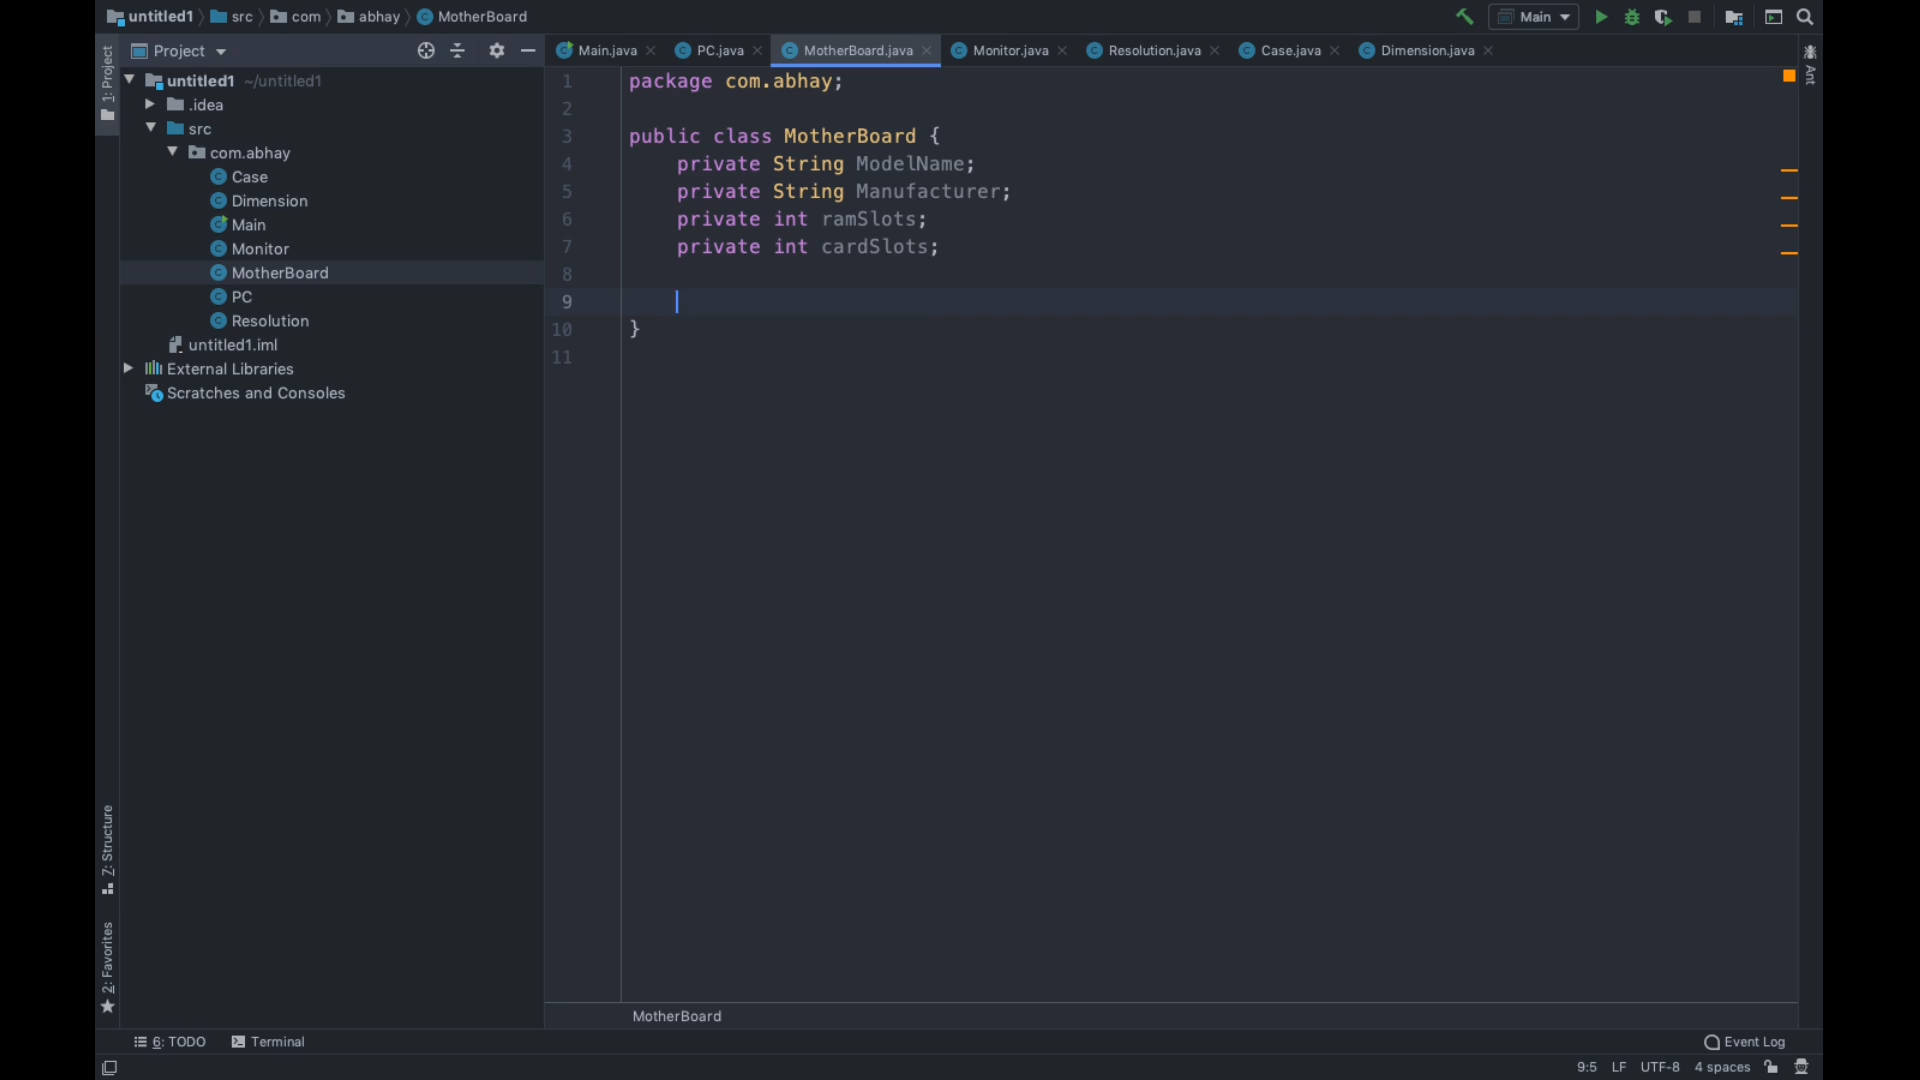 untitled1 src com abhay MotherBoard
Main
1: Project
Project
Main.java PC.java MotherBoard.java Monitor.java Resolution.java Case.java Dimension.java
Ant
untitled1 ~/untitled1
.idea
src
com.abhay
Case
Dimension
Main
Monitor
MotherBoard
PC
Resolution
untitled1.iml
External Libraries
Scratches and Consoles
1 package com.abhay;
2
3 public class MotherBoard {
4 private String ModelName;
5 private String Manufacturer;
6 private int ramSlots;
7 private int cardSlots;
8
9
10 }
11
Z: Structure
2: Favorites
MotherBoard
6: TODO Terminal
Event Log
9:5 LF UTF-8 4 spaces